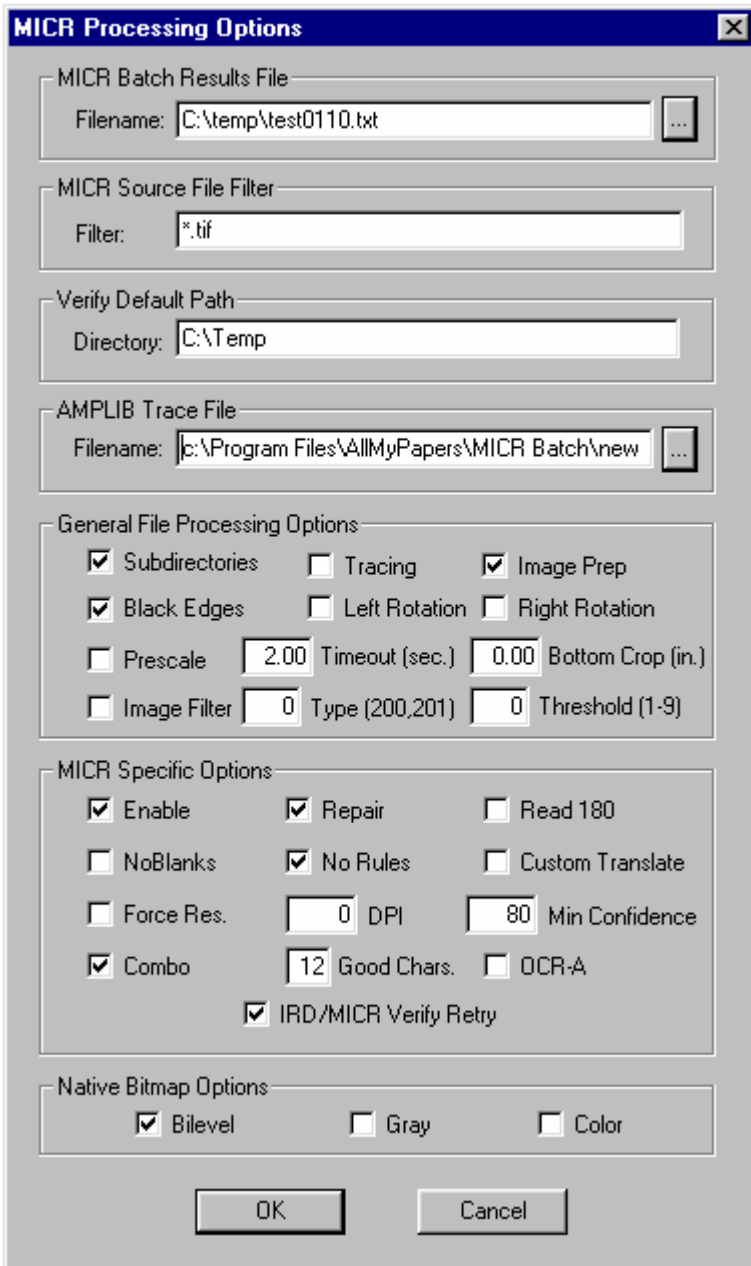 MICR Processing Options
MICR Batch Results File
Filename: C:\temp\test0110.txt ...
MICR Source File Filter
Filter: *.tif
Verify Default Path
Directory: C:\Temp
AMPLIB Trace File
Filename: c:\Program Files\AllMyPapers\MICR Batch\new ...
General File Processing Options
Subdirectories Tracing Image Prep
Black Edges Left Rotation Right Rotation
Prescale 2.00 Timeout (sec.) 0.00 Bottom Crop (in.)
Image Filter 0 Type (200,201) 0 Threshold (1-9)
MICR Specific Options
Enable Repair Read 180
NoBlanks No Rules Custom Translate
Force Res. 0 DPI 80 Min Confidence
Combo 12 Good Chars. OCR-A
IRD/MICR Verify Retry
Native Bitmap Options
Bilevel Gray Color
OK Cancel